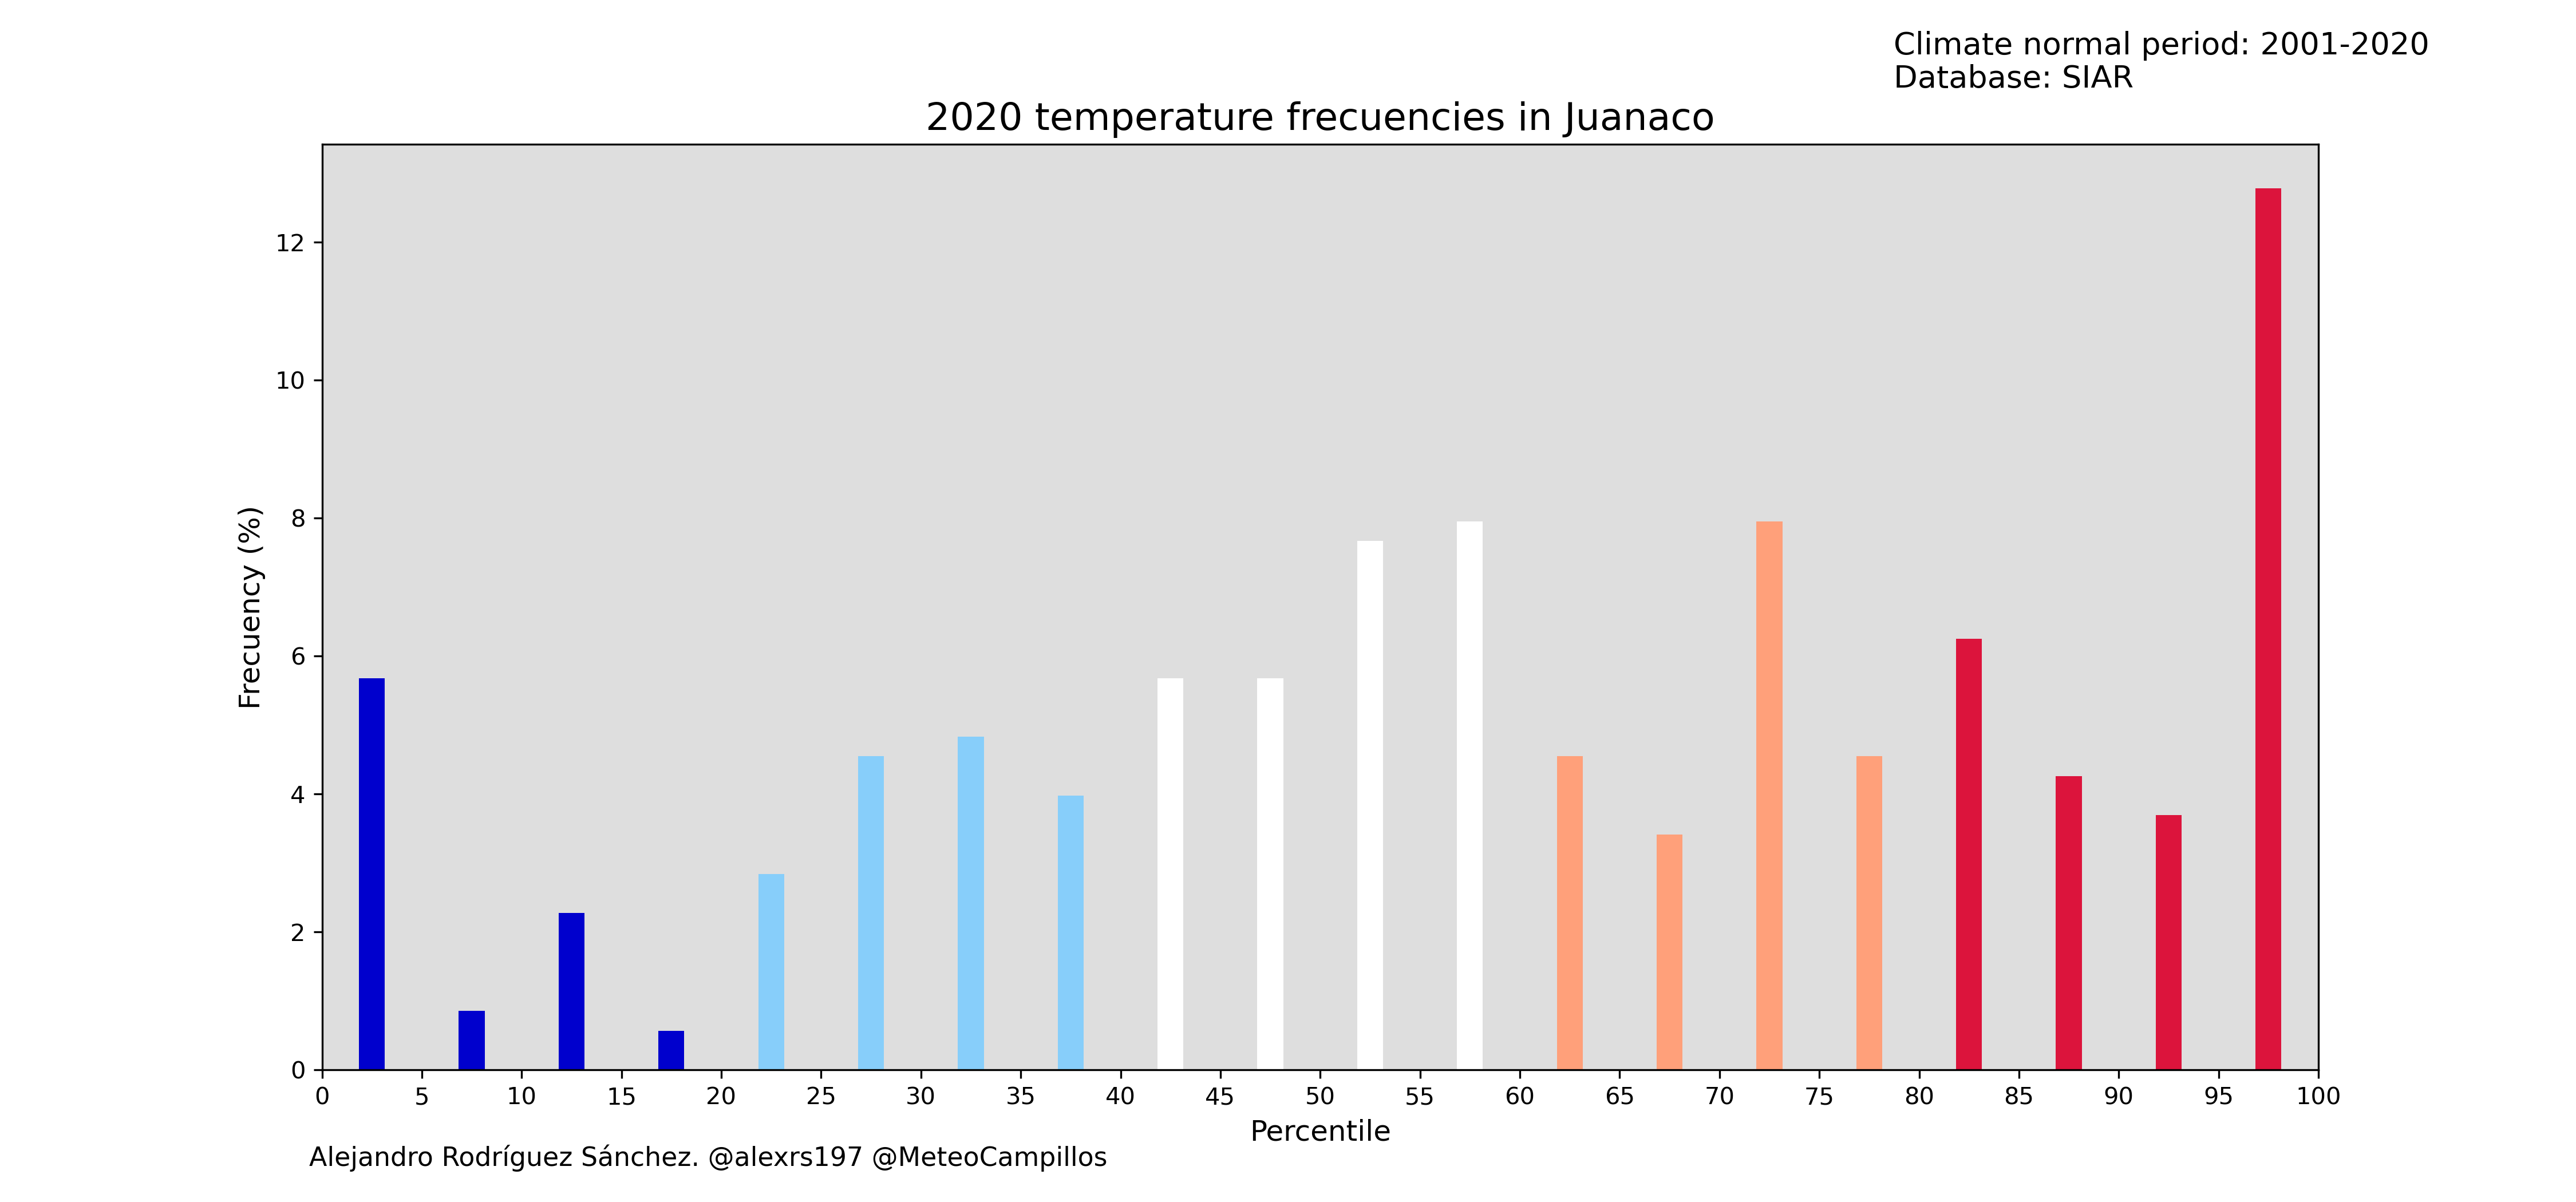 Climate normal period: 2001-2020
Database: SIAR
2020 temperature frecuencies in Juanaco
Frecuency (%)
12
10
8
6
4
2
0
0 5 10 15 20 25 30 35 40 45 50 55 60 65 70 75 80 85 90 95 100
Percentile
Alejandro Rodríguez Sánchez. @alexrs197 @MeteoCampillos